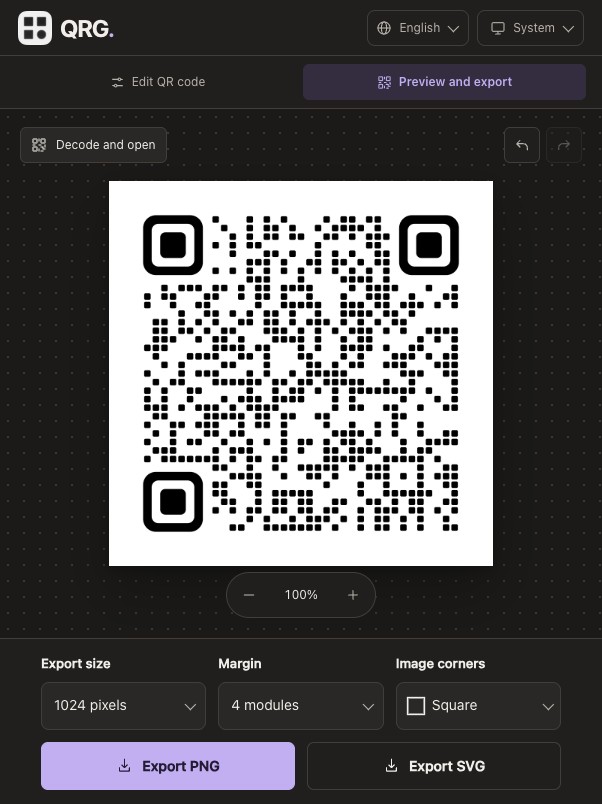 QRG.
English
System
Edit QR code
Preview and export
Decode and open
100%
Export size
Margin
Image corners
1024 pixels
4 modules
Square
Export PNG
Export SVG